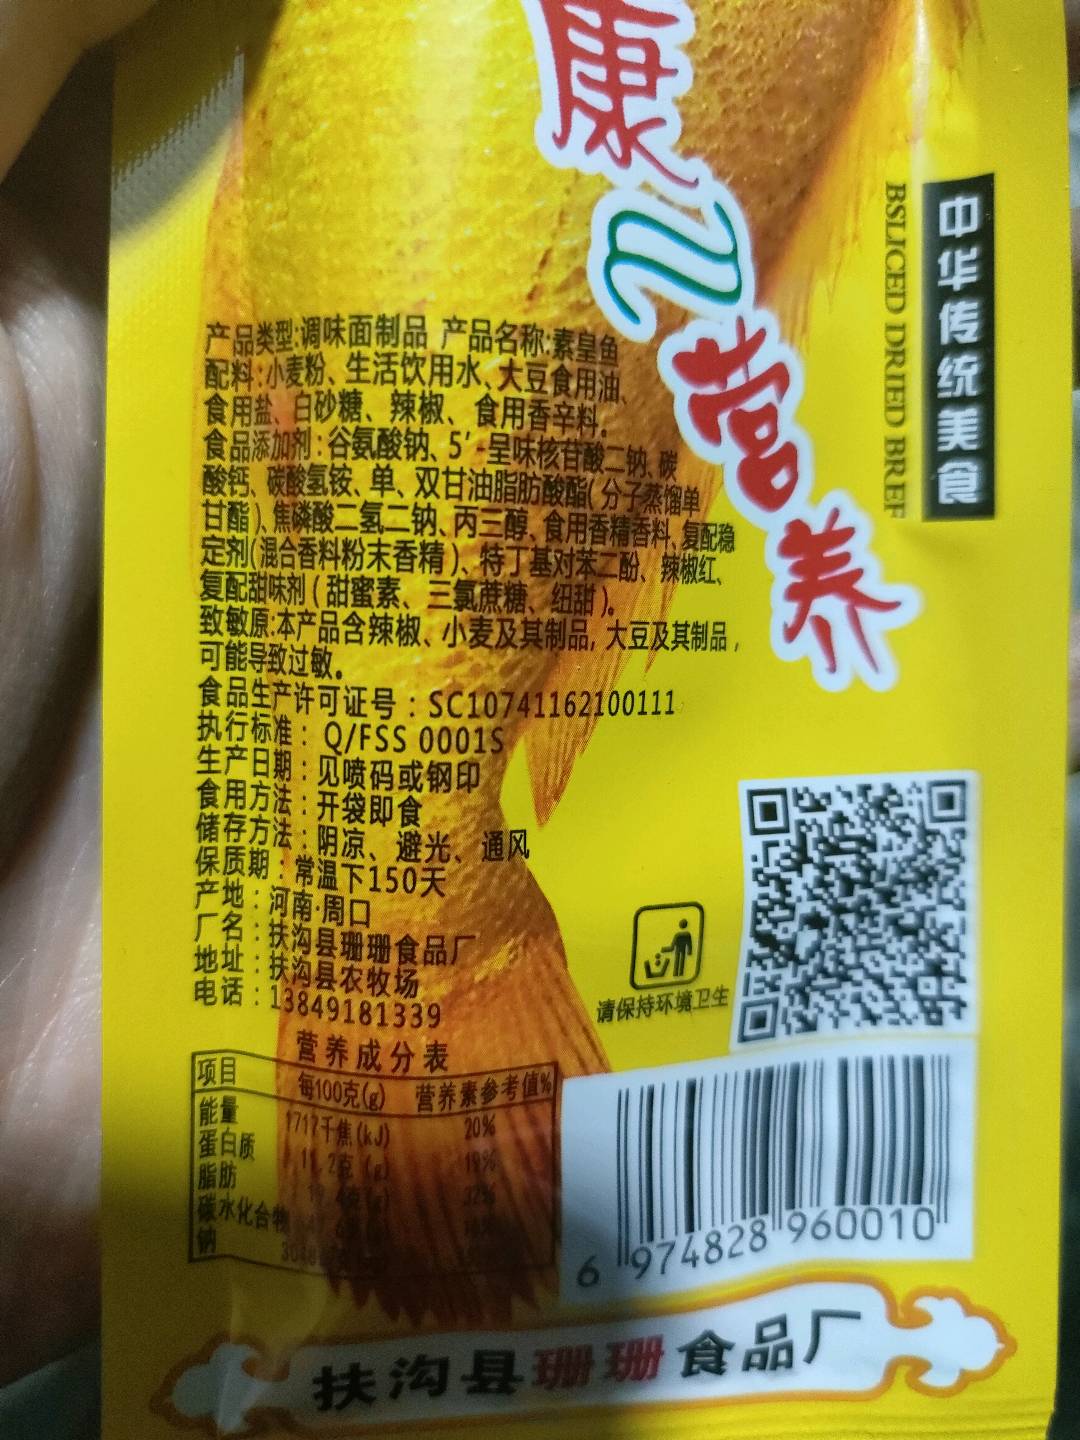 康
营养
中华传统美食
BSLICED DRIED BREF
产品类型:调味面制品 产品名称:素皇鱼
配料:小麦粉、生活饮用水、大豆食用油、
食用盐、白砂糖、辣椒、食用香辛料。
食品添加剂:谷氨酸钠、5′-呈味核苷酸二钠、碳
酸钙、碳酸氢铵、单、双甘油脂肪酸酯(分子蒸馏单
甘酯)、焦磷酸二氢二钠、丙三醇、食用香精香料、复配稳
定剂(混合香料粉末香精)、特丁基对苯二酚、辣椒红、
复配甜味剂(甜蜜素、三氯蔗糖、纽甜)。
致敏原:本产品含辣椒、小麦及其制品,大豆及其制品,
可能导致过敏。
食品生产许可证号:SC10741162100111
执行标准:Q/FSS 0001S
生产日期:见喷码或钢印
食用方法:开袋即食
储存方法:阴凉、避光、通风
保质期:常温下150天
产地:河南·周口
厂名:扶沟县珊珊食品厂
地址:扶沟县农牧场
电话:13849181339
请保持环境卫生
营养成分表
项目 每100克(g) 营养素参考值%
能量 1717千焦(kJ) 20%
蛋白质 11.2克(g) 19%
脂肪 32%
碳水化合物
钠
6 974828 960010
扶沟县珊珊食品厂